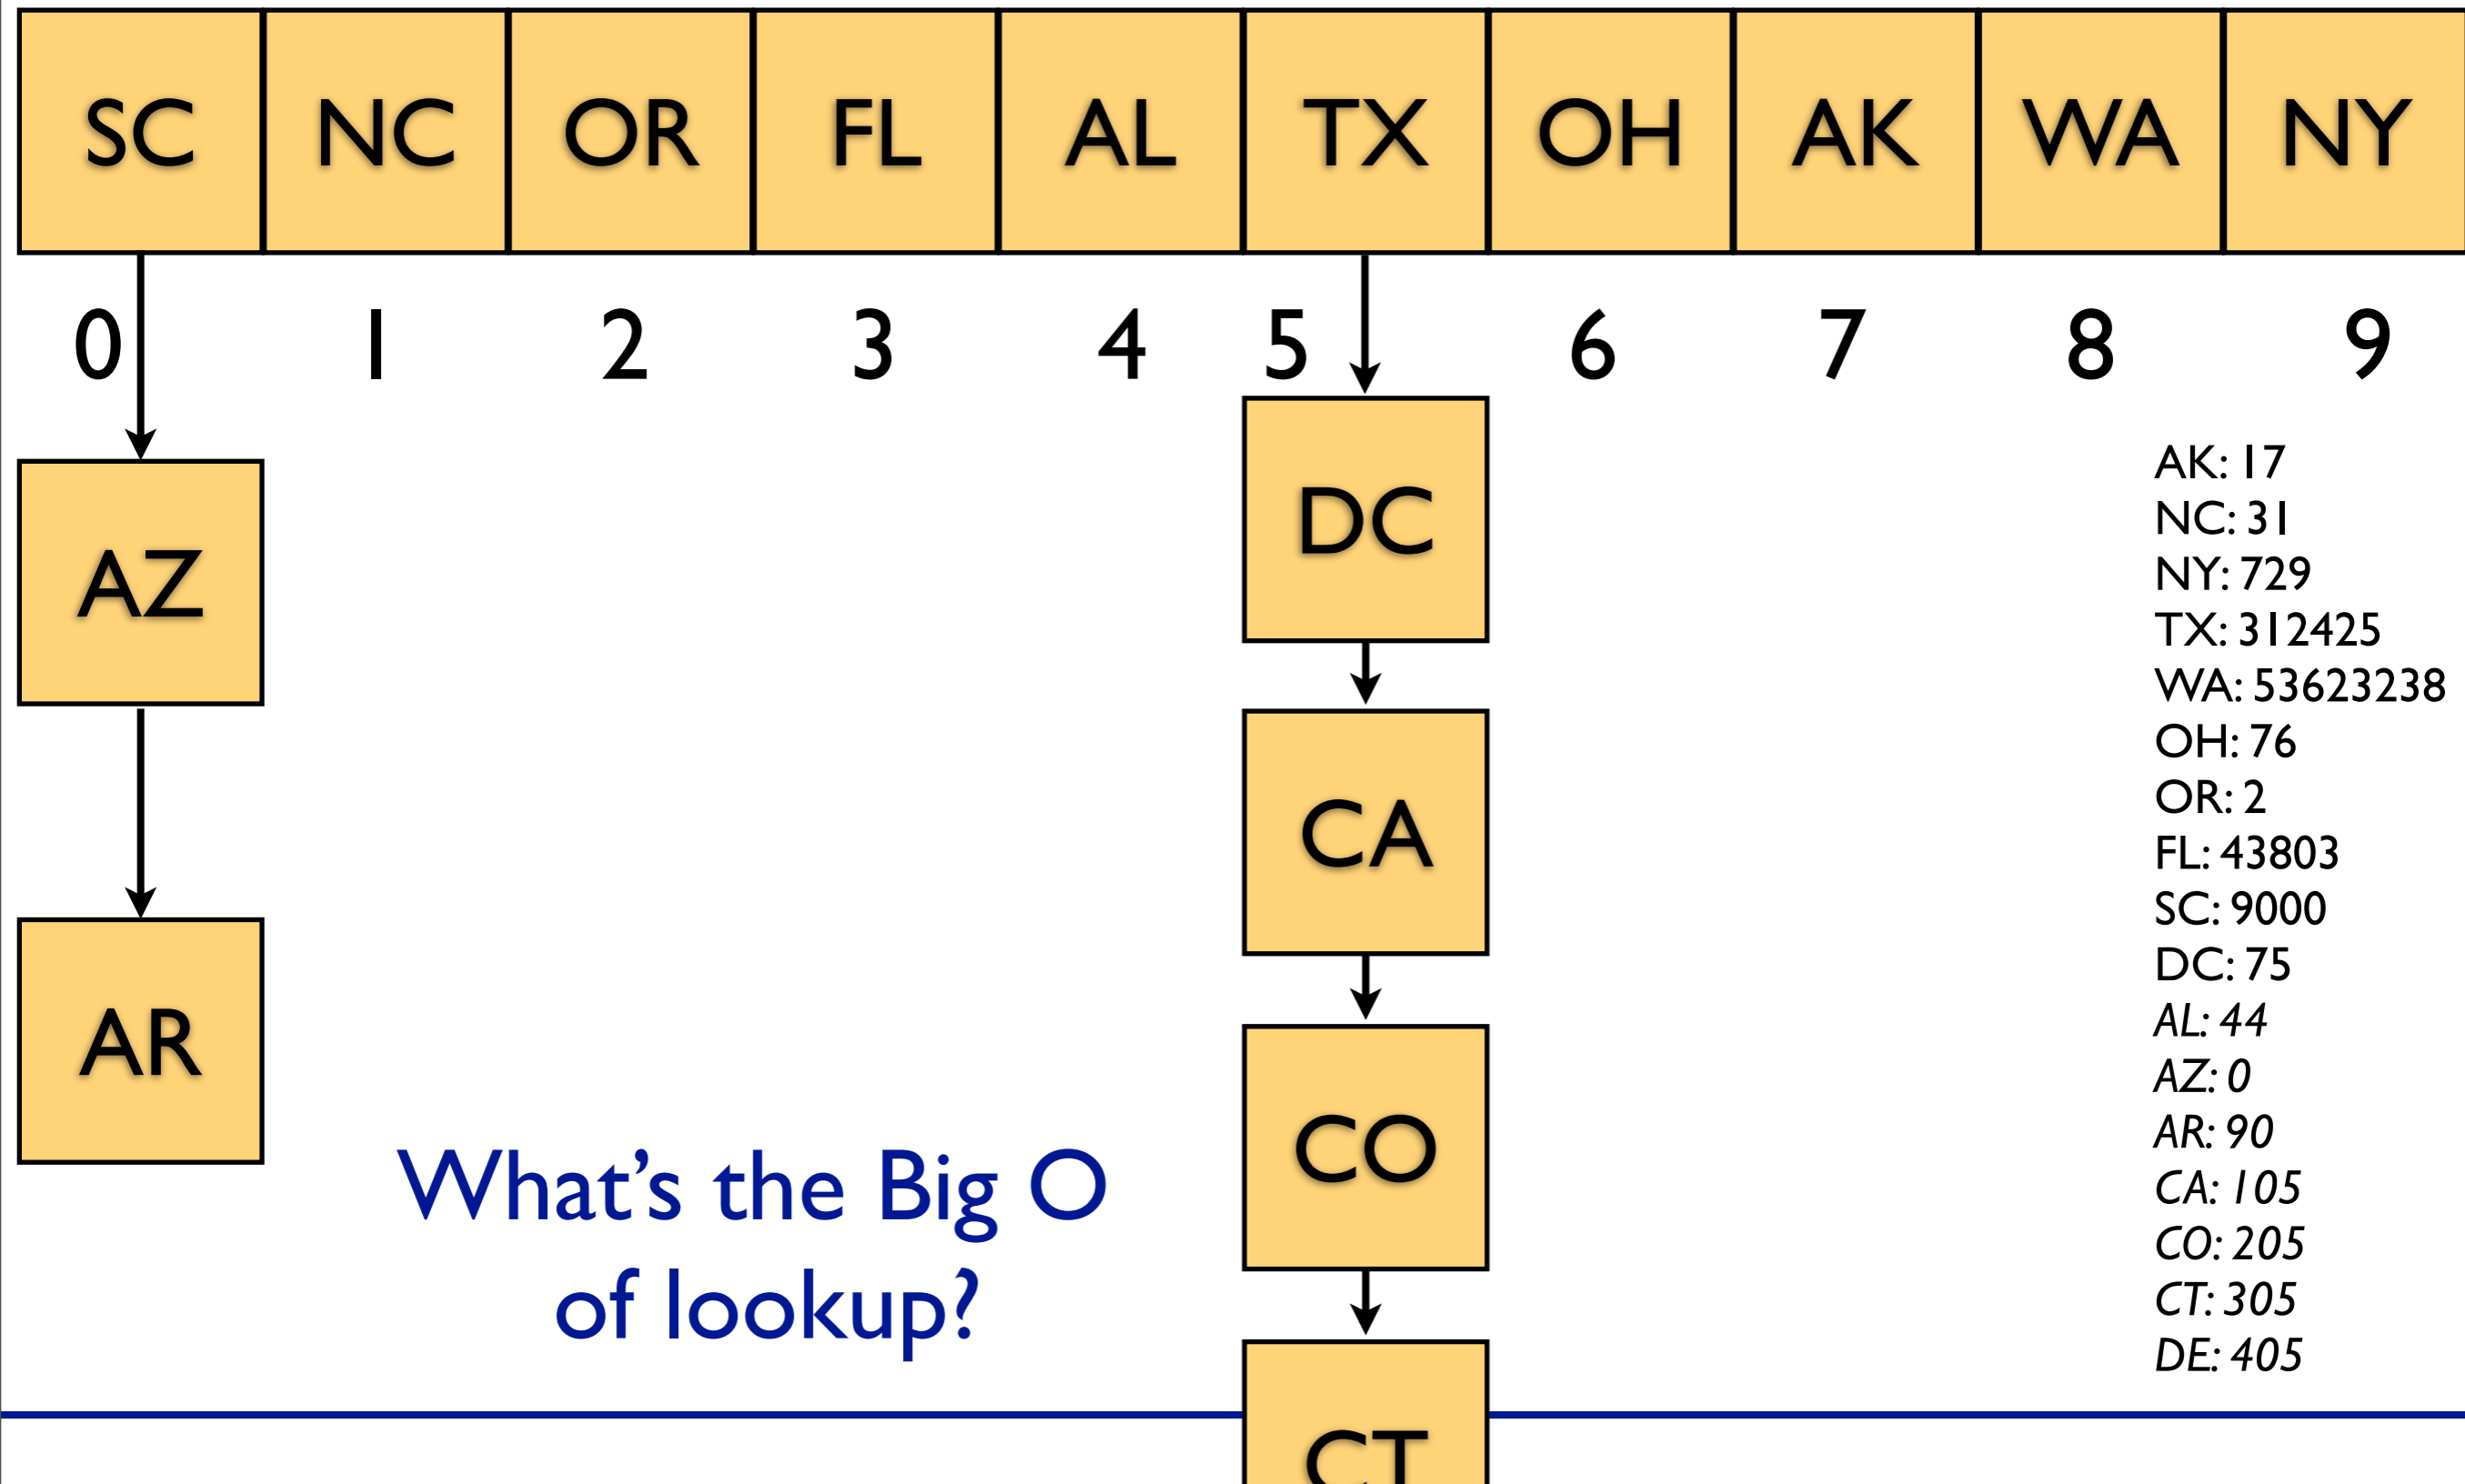 SC NC OR FL AL TX OH AK WA NY
0 1 2 3 4 5 6 7 8 9
AZ
AR
DC
CA
CO
CT
What's the Big O
of lookup?
AK: 17
NC: 31
NY: 729
TX: 312425
WA: 53623238
OH: 76
OR: 2
FL: 43803
SC: 9000
DC: 75
AL: 44
AZ: 0
AR: 90
CA: 105
CO: 205
CT: 305
DE: 405